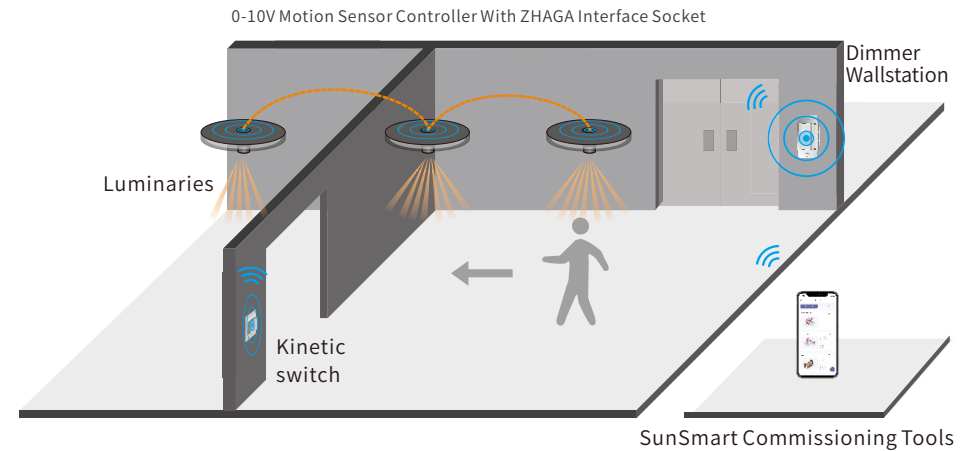 0-10V Motion Sensor Controller With ZHAGA Interface Socket
Dimmer
Wallstation
Luminaries
Kinetic
switch
SunSmart Commissioning Tools